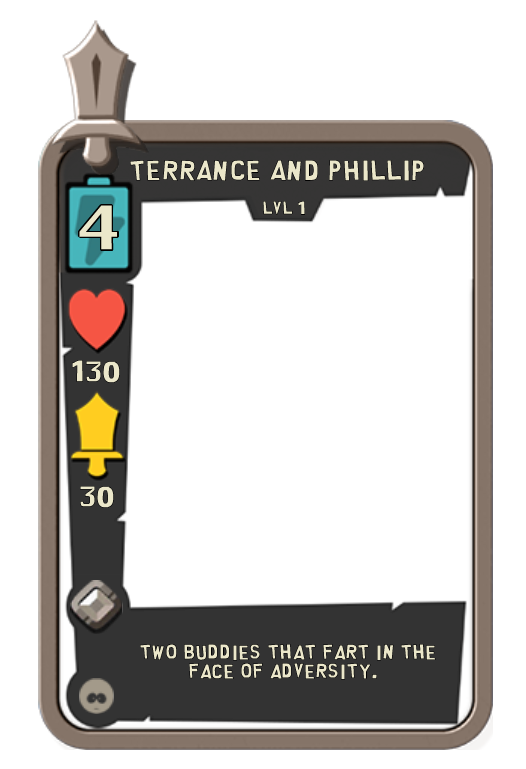 TERRANCE AND PHILLIP
LVL 1
4
130
30
TWO BUDDIES THAT FART IN THE
FACE OF ADVERSITY.